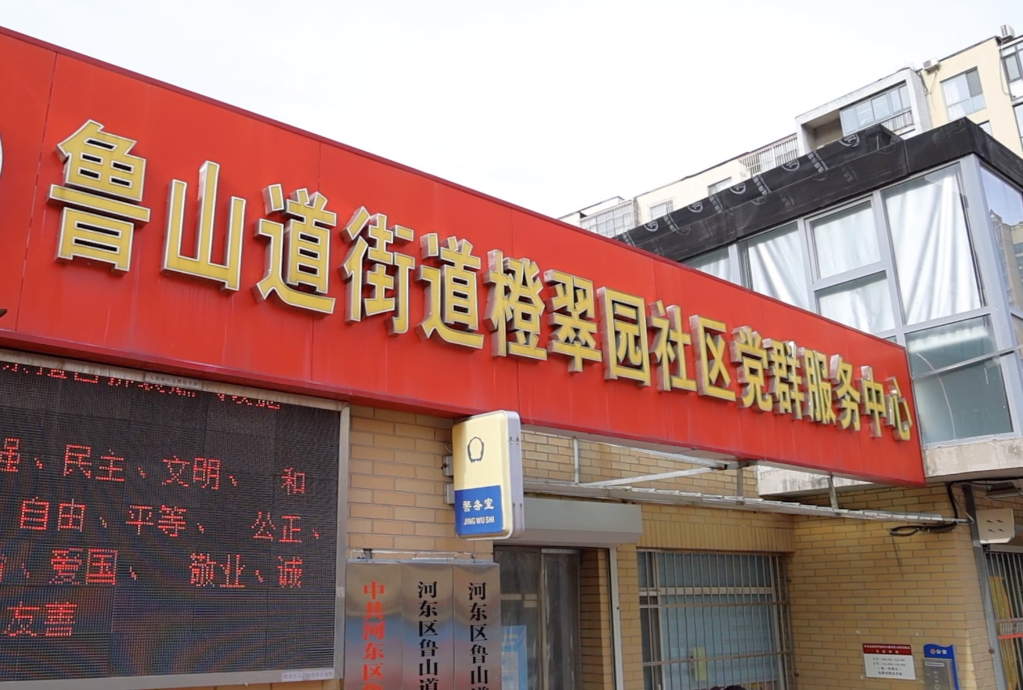 鲁山道街道橙翠园社区党群服务中心
强、民主、文明、 和
自由、平等、 公正、
爱国、 敬业、诚
友善
警务室
JING WU SHI
中共河东区
河东区鲁山道
河东区鲁山道